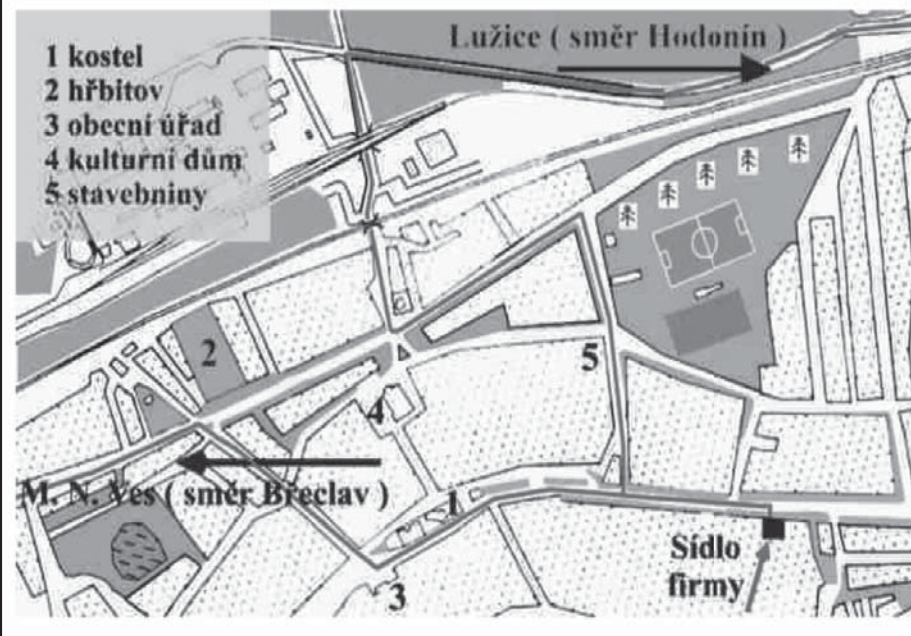 1 kostel
2 hřbitov
3 obecní úřad
4 kulturní dům
5 stavebniny
Lužice ( směr Hodonín )
2
5
4
M. N. Ves ( směr Břeclav )
1
Sídlo
firmy
3